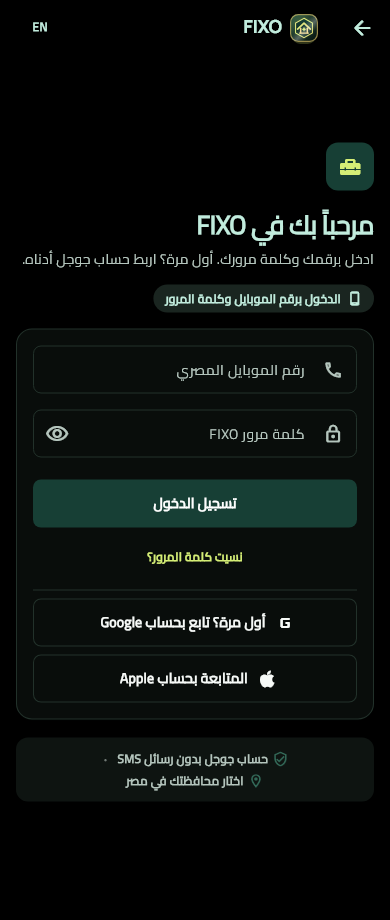 FIXO
EN
مرحباً بك في FIXO
ادخل برقمك وكلمة مرورك. أول مرة؟ اربط حساب جوجل أدناه.
الدخول برقم الموبايل وكلمة المرور
رقم الموبايل المصري
كلمة مرور FIXO
تسجيل الدخول
نسيت كلمة المرور؟
G أول مرة؟ تابع بحساب Google
المتابعة بحساب Apple
حساب جوجل بدون رسائل SMS ·
اختار محافظتك في مصر